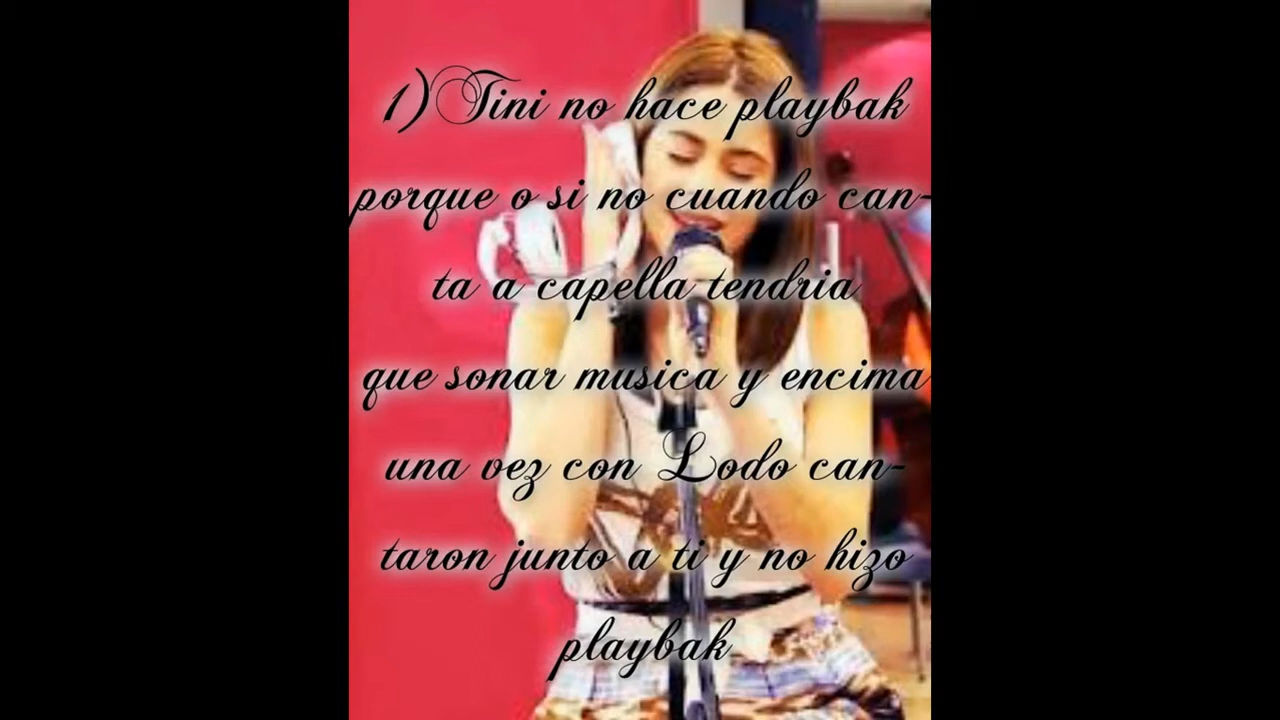 1)Tini no hace playbak
porque o si no cuando can-
ta a capella tendria
que sonar musica y encima
una vez con Lodo can-
taron junto a ti y no hizo
playbak